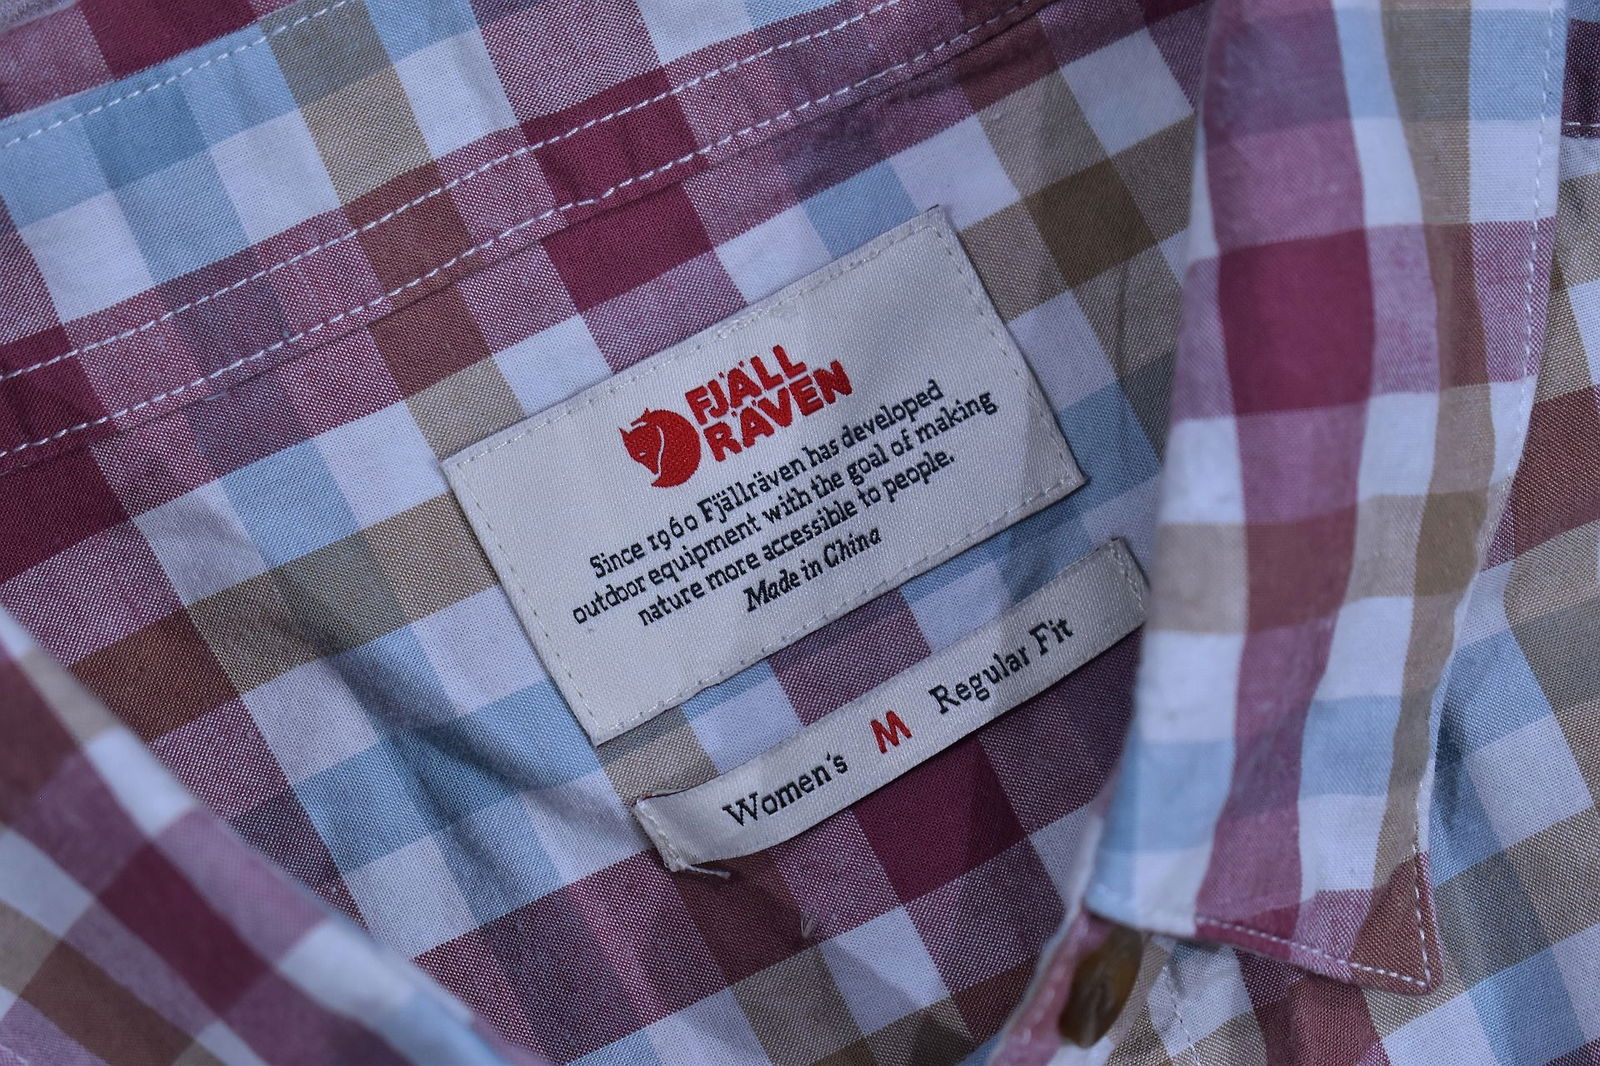 FJÄLL
RÄVEN
Since 1960 Fjällräven has developed
outdoor equipment with the goal of making
nature more accessible to people.
Made in China
Women's M Regular Fit